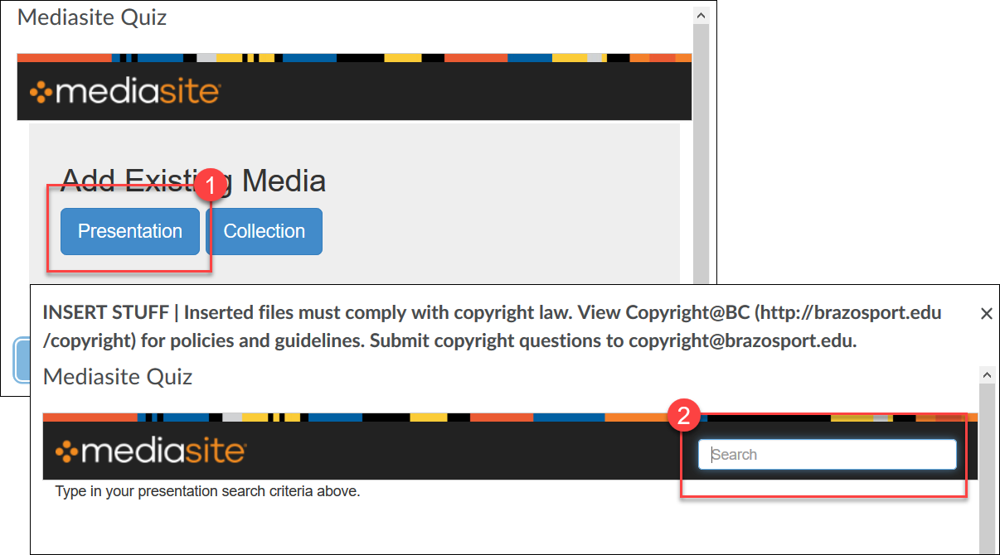 Mediasite Quiz
mediasite
Add Existing Media
1
Presentation
Collection
INSERT STUFF | Inserted files must comply with copyright law. View Copyright@BC (http://brazosport.edu
/copyright) for policies and guidelines. Submit copyright questions to copyright@brazosport.edu.
Mediasite Quiz
2
mediasite
Search
Type in your presentation search criteria above.